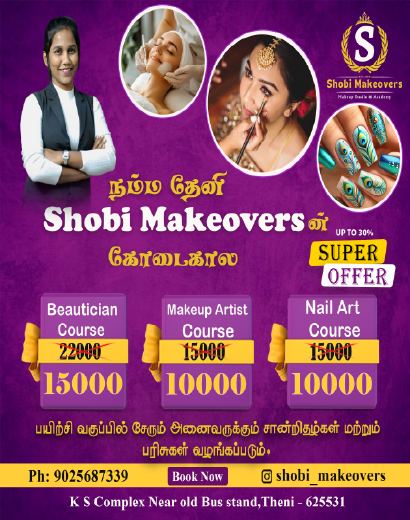 S
Shobi Makeovers
Makeup Studio & Academy
நம்ம தேனி
Shobi Makeoversன்
கோடைகால
UP TO 30%
SUPER
OFFER
Beautician
Course
22000
15000
Makeup Artist
Course
15000
10000
Nail Art
Course
15000
10000
பயிற்சி வகுப்பில் சேரும் அனைவருக்கும் சான்றிதழ்கள் மற்றும்
பரிசுகள் வழங்கப்படும்.
Ph: 9025687339
Book Now
shobi_makeovers
K S Complex Near old Bus stand,Theni - 625531